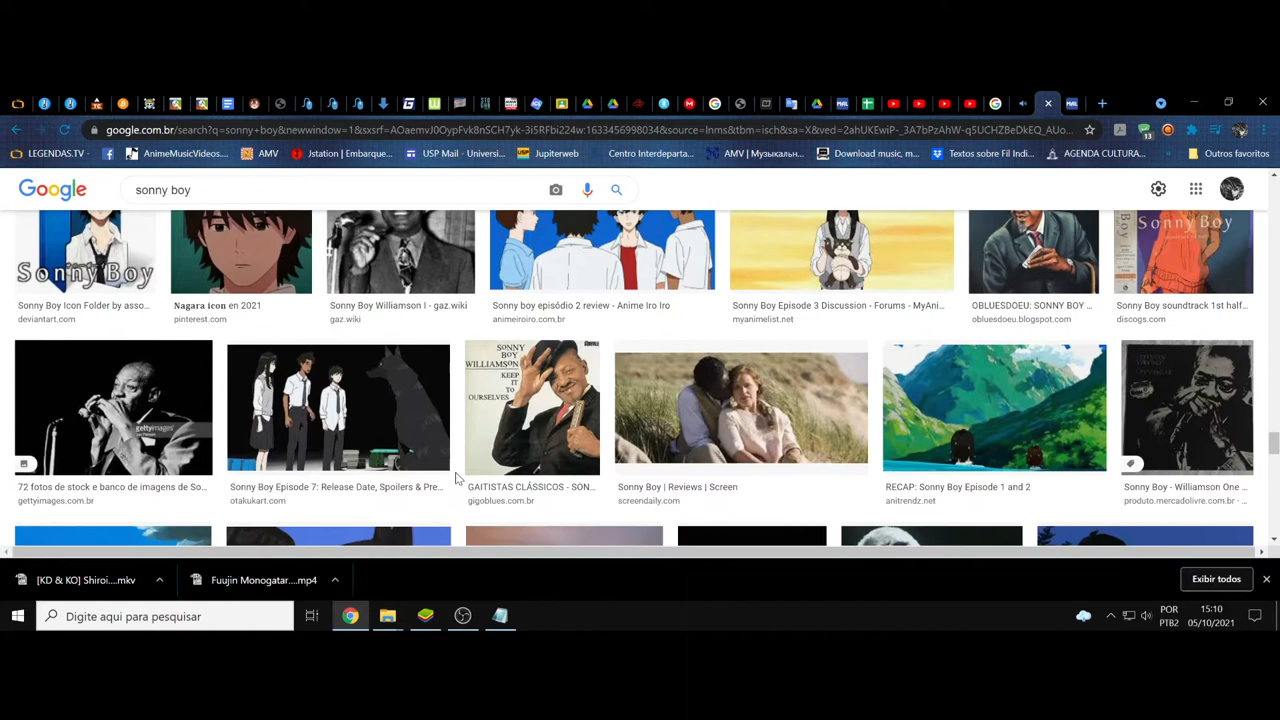 google.com.br/search?q=sonny+boy&newwindow=1&sxsrf=AOaemvJ0OypFvk8nSCH7yk-3i5RFbi224w:1633456998034&source=lnms&tbm=isch&sa=X&ved=2ahUKEwiP-_3A7bPzAhW-q5UCHZBeDkEQ_AUo...
LEGENDAS.TV - AnimeMusicVideos... AMV Jstation | Embarque... USP Mail - Universi... Jupiterweb Centro Interdeparta... AMV | Музыкальн... Download music, m... Textos sobre Fil Indi... AGENDA CULTURA... Outros favoritos
Google sonny boy
Sonny Boy
Sonny Boy
Sonny Boy Icon Folder by asso... Nagara icon en 2021 Sonny Boy Williamson I - gaz.wiki Sonny boy episódio 2 review - Anime Iro Iro Sonny Boy Episode 3 Discussion - Forums - MyAni... OBLUESDOEU: SONNY BOY ... Sonny Boy soundtrack 1st half...
deviantart.com pinterest.com gaz.wiki animeiroiro.com.br myanimelist.net obluesdoeu.blogspot.com discogs.com
SONNY
BOY
WILLIAMSON
KEEP
IT TO
OURSELVES
gettyimages
72 fotos de stock e banco de imagens de So... Sonny Boy Episode 7: Release Date, Spoilers & Pre... GAITISTAS CLÁSSICOS - SON... Sonny Boy | Reviews | Screen RECAP: Sonny Boy Episode 1 and 2 Sonny Boy - Williamson One ...
gettyimages.com.br otakukart.com gigoblues.com.br screendaily.com anitrendz.net produto.mercadolivre.com.br - ...
[KD & KO] Shiroi....mkv Fuujin Monogatar....mp4 Exibir todos
Digite aqui para pesquisar
POR 15:10
PTB2 05/10/2021